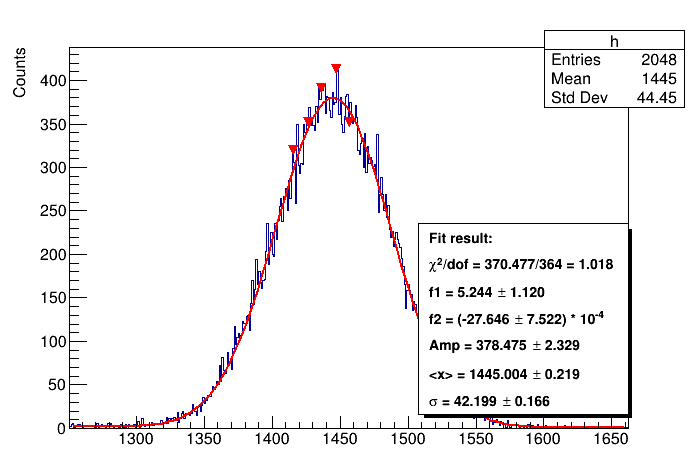 h
Entries 2048
Mean 1445
Std Dev 44.45
Counts
400
350
300
250
200
150
100
50
0
1300 1350 1400 1450 1500 1550 1600 1650
Fit result:
χ²/dof = 370.477/364 = 1.018
f1 = 5.244 ± 1.120
f2 = (-27.646 ± 7.522) * 10⁻⁴
Amp = 378.475 ± 2.329
<x> = 1445.004 ± 0.219
σ = 42.199 ± 0.166